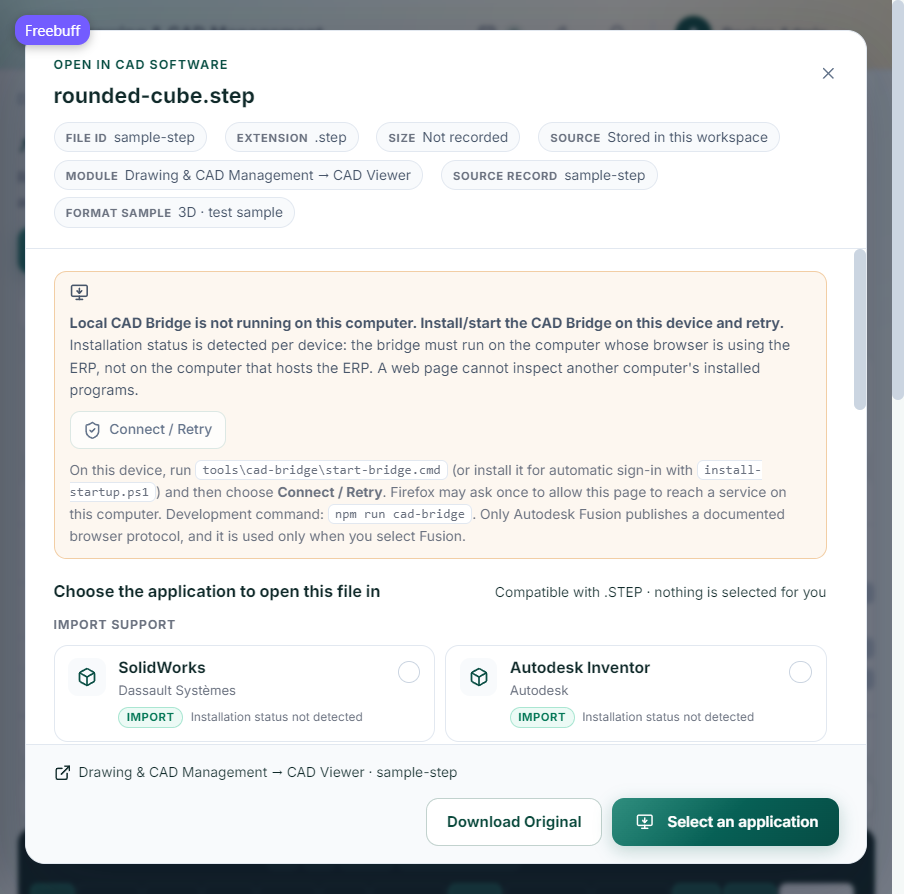 Freebuff
OPEN IN CAD SOFTWARE
rounded-cube.step
FILE ID sample-step
EXTENSION .step
SIZE Not recorded
SOURCE Stored in this workspace
MODULE Drawing & CAD Management → CAD Viewer
SOURCE RECORD sample-step
FORMAT SAMPLE 3D · test sample
Local CAD Bridge is not running on this computer. Install/start the CAD Bridge on this device and retry.
Installation status is detected per device: the bridge must run on the computer whose browser is using the
ERP, not on the computer that hosts the ERP. A web page cannot inspect another computer's installed
programs.
Connect / Retry
On this device, run tools\cad-bridge\start-bridge.cmd (or install it for automatic sign-in with install-
startup.ps1) and then choose Connect / Retry. Firefox may ask once to allow this page to reach a service on
this computer. Development command: npm run cad-bridge. Only Autodesk Fusion publishes a documented
browser protocol, and it is used only when you select Fusion.
Choose the application to open this file in
Compatible with .STEP · nothing is selected for you
IMPORT SUPPORT
SolidWorks
Dassault Systèmes
IMPORT Installation status not detected
Autodesk Inventor
Autodesk
IMPORT Installation status not detected
Drawing & CAD Management → CAD Viewer · sample-step
Download Original
Select an application